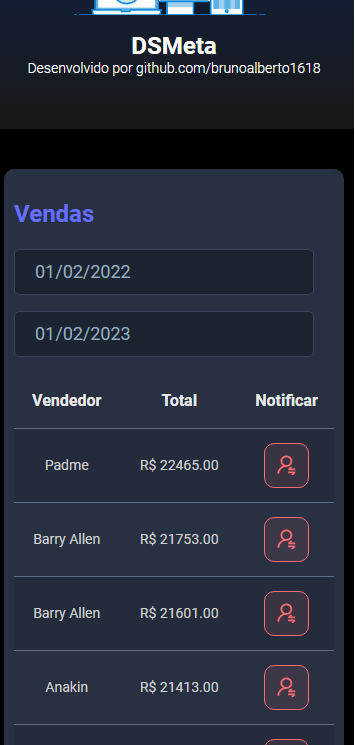 DSMeta
Desenvolvido por github.com/brunoalberto1618
Vendas
01/02/2022
01/02/2023
Vendedor Total Notificar
Padme R$ 22465.00
Barry Allen R$ 21753.00
Barry Allen R$ 21601.00
Anakin R$ 21413.00